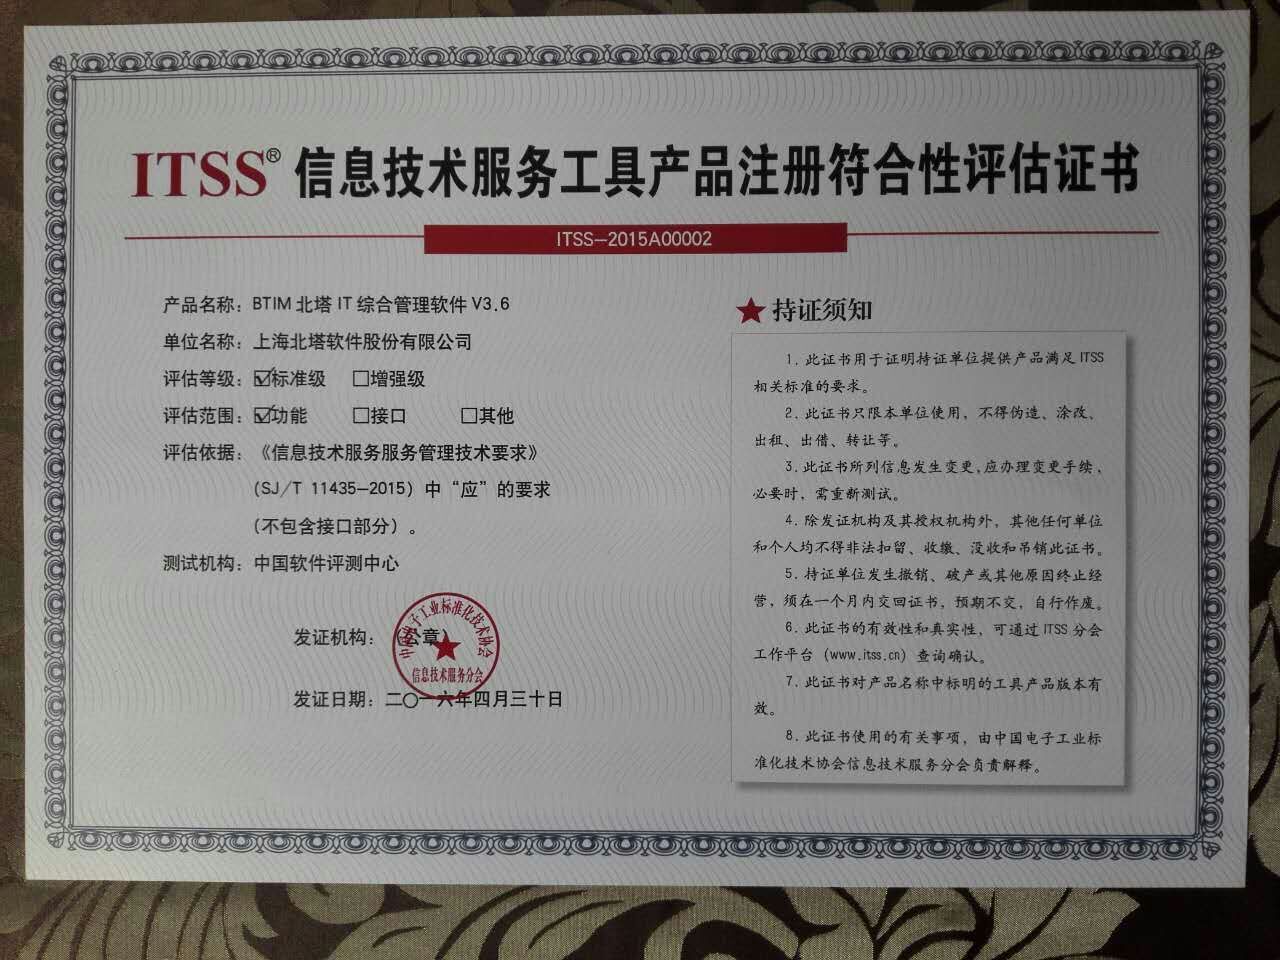 ITSS® 信息技术服务工具产品注册符合性评估证书
ITSS-2015A00002
产品名称：BTIM 北塔 IT 综合管理软件 V3.6
单位名称：上海北塔软件股份有限公司
评估等级：☑标准级 □增强级
评估范围：☑功能 □接口 □其他
评估依据：《信息技术服务服务管理技术要求》
（SJ/T 11435-2015）中“应”的要求
（不包含接口部分）。
测试机构：中国软件评测中心
发证机构：（公章）
中国电子工业标准化技术协会
信息技术服务分会
发证日期：二〇一六年四月三十日
★ 持证须知
1. 此证书用于证明持证单位提供产品满足 ITSS
相关标准的要求。
2. 此证书只限本单位使用，不得伪造、涂改、
出租、出借、转让等。
3. 此证书所列信息发生变更，应办理变更手续，
必要时，需重新测试。
4. 除发证机构及其授权机构外，其他任何单位
和个人均不得非法扣留、收缴、没收和吊销此证书。
5. 持证单位发生撤销、破产或其他原因终止经
营，须在一个月内交回证书，预期不交，自行作废。
6. 此证书的有效性和真实性，可通过 ITSS 分会
工作平台（www.itss.cn）查询确认。
7. 此证书对产品名称中标明的工具产品版本有
效。
8. 此证书使用的有关事项，由中国电子工业标
准化技术协会信息技术服务分会负责解释。